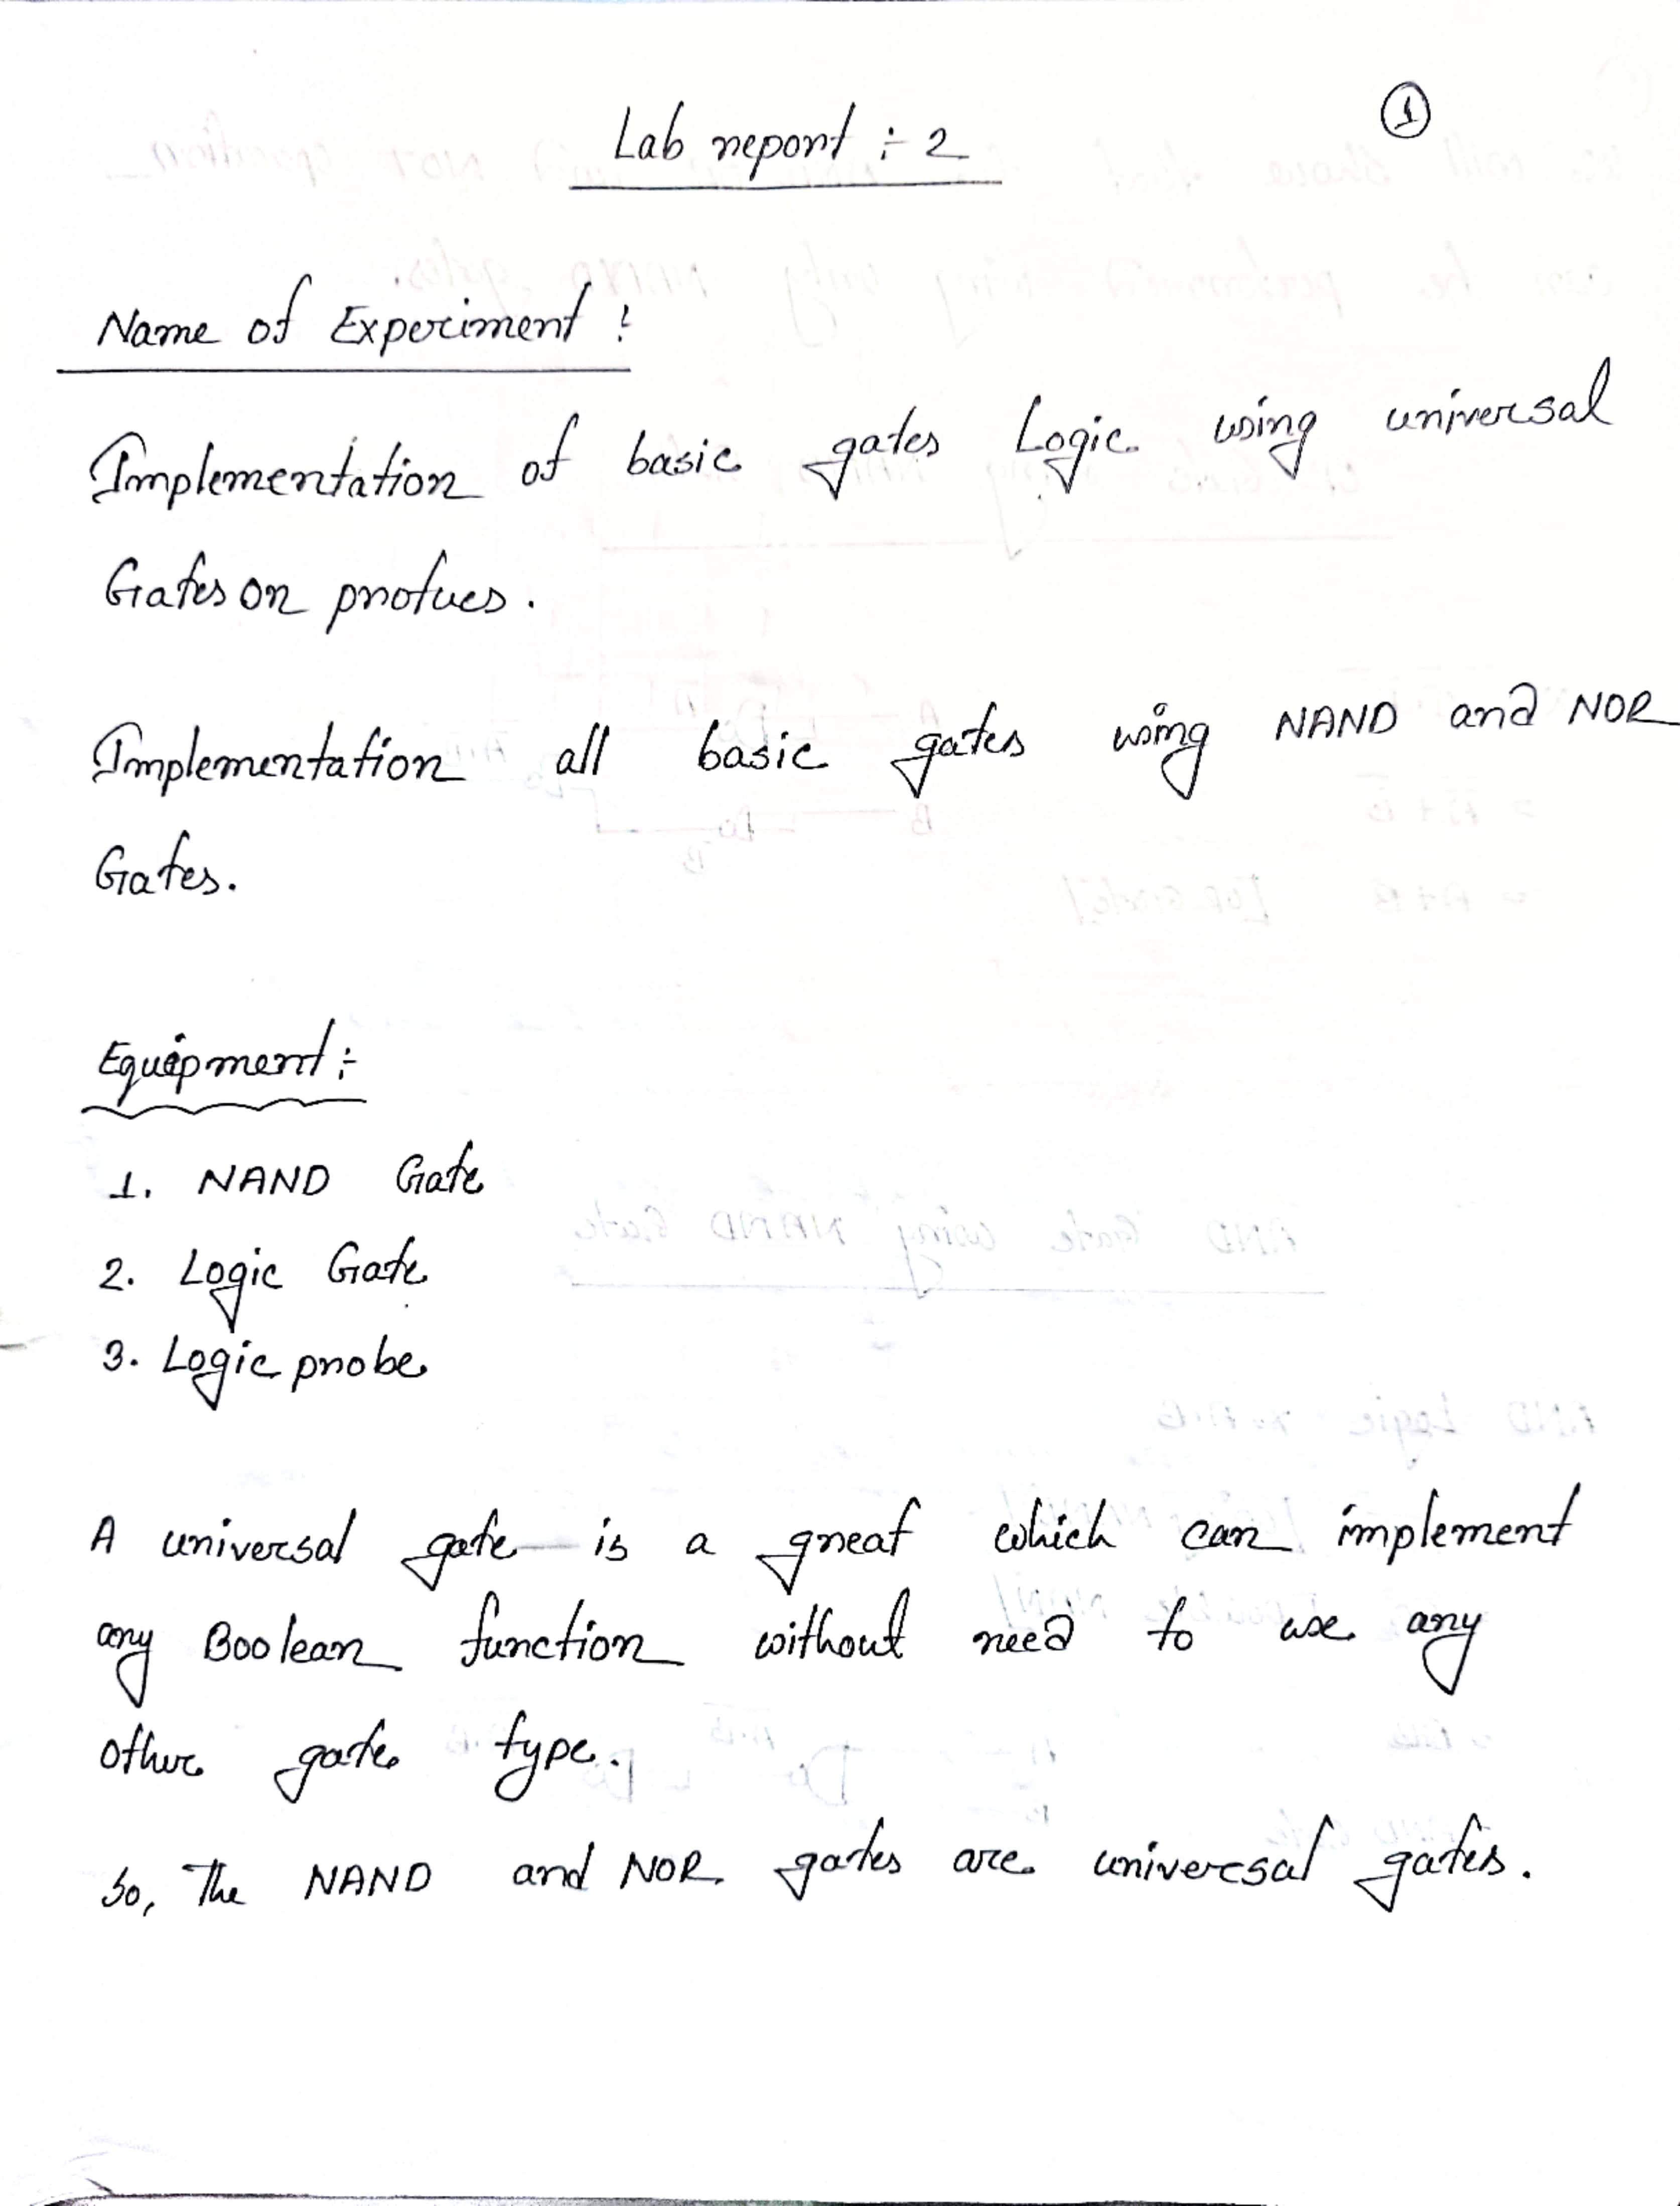 ①
Lab report :- 2
Name of Experiment :
Implementation of basic gates Logic using universal
Gates on protues.
Implementation all basic gates using NAND and NOR
Gates.
Equipment :-
1. NAND Gate
2. Logic Gate
3. Logic probe
A universal gate is a great which can implement
any Boolean function without need to use any
other gate type.
So, The NAND and NOR gates are universal gates.